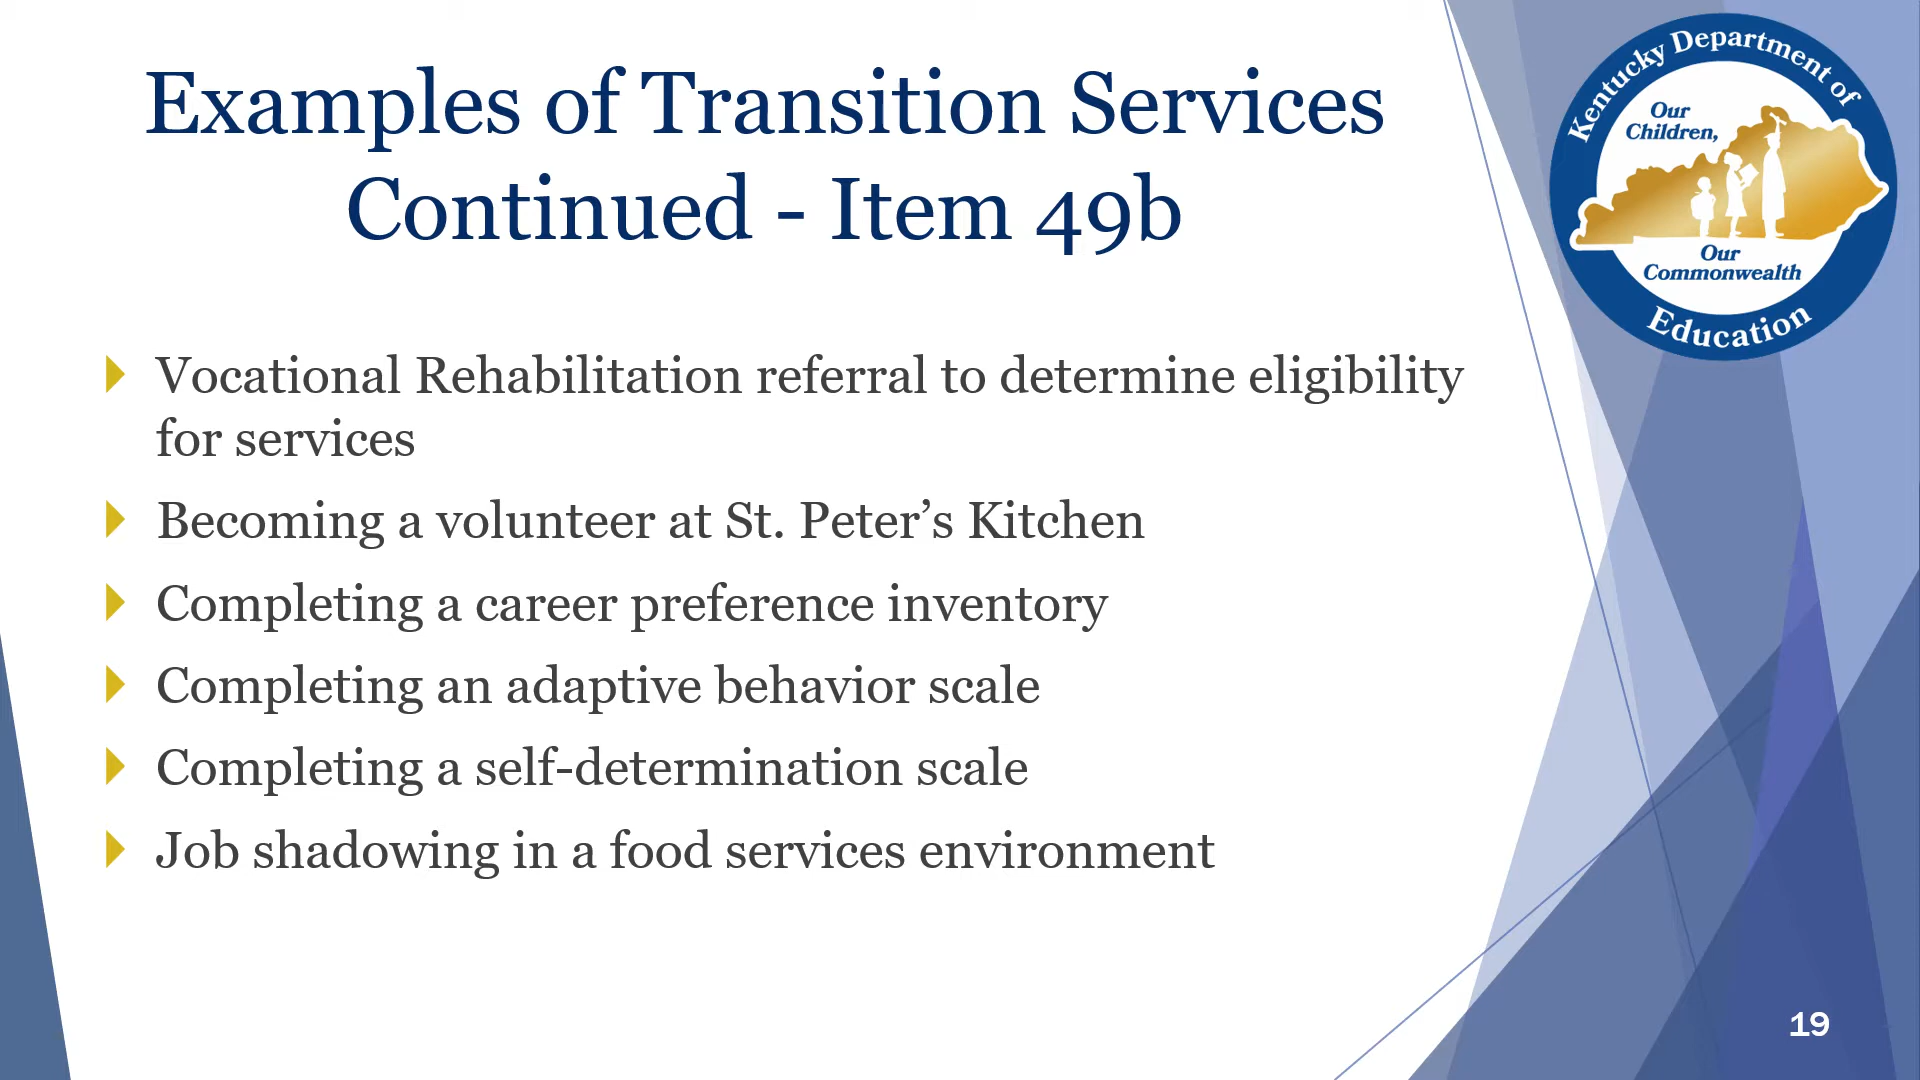 Examples of Transition Services
Continued - Item 49b
Vocational Rehabilitation referral to determine eligibility
for services
Becoming a volunteer at St. Peter’s Kitchen
Completing a career preference inventory
Completing an adaptive behavior scale
Completing a self-determination scale
Job shadowing in a food services environment
Kentucky Department of
Our
Children,
Our
Commonwealth
Education
19